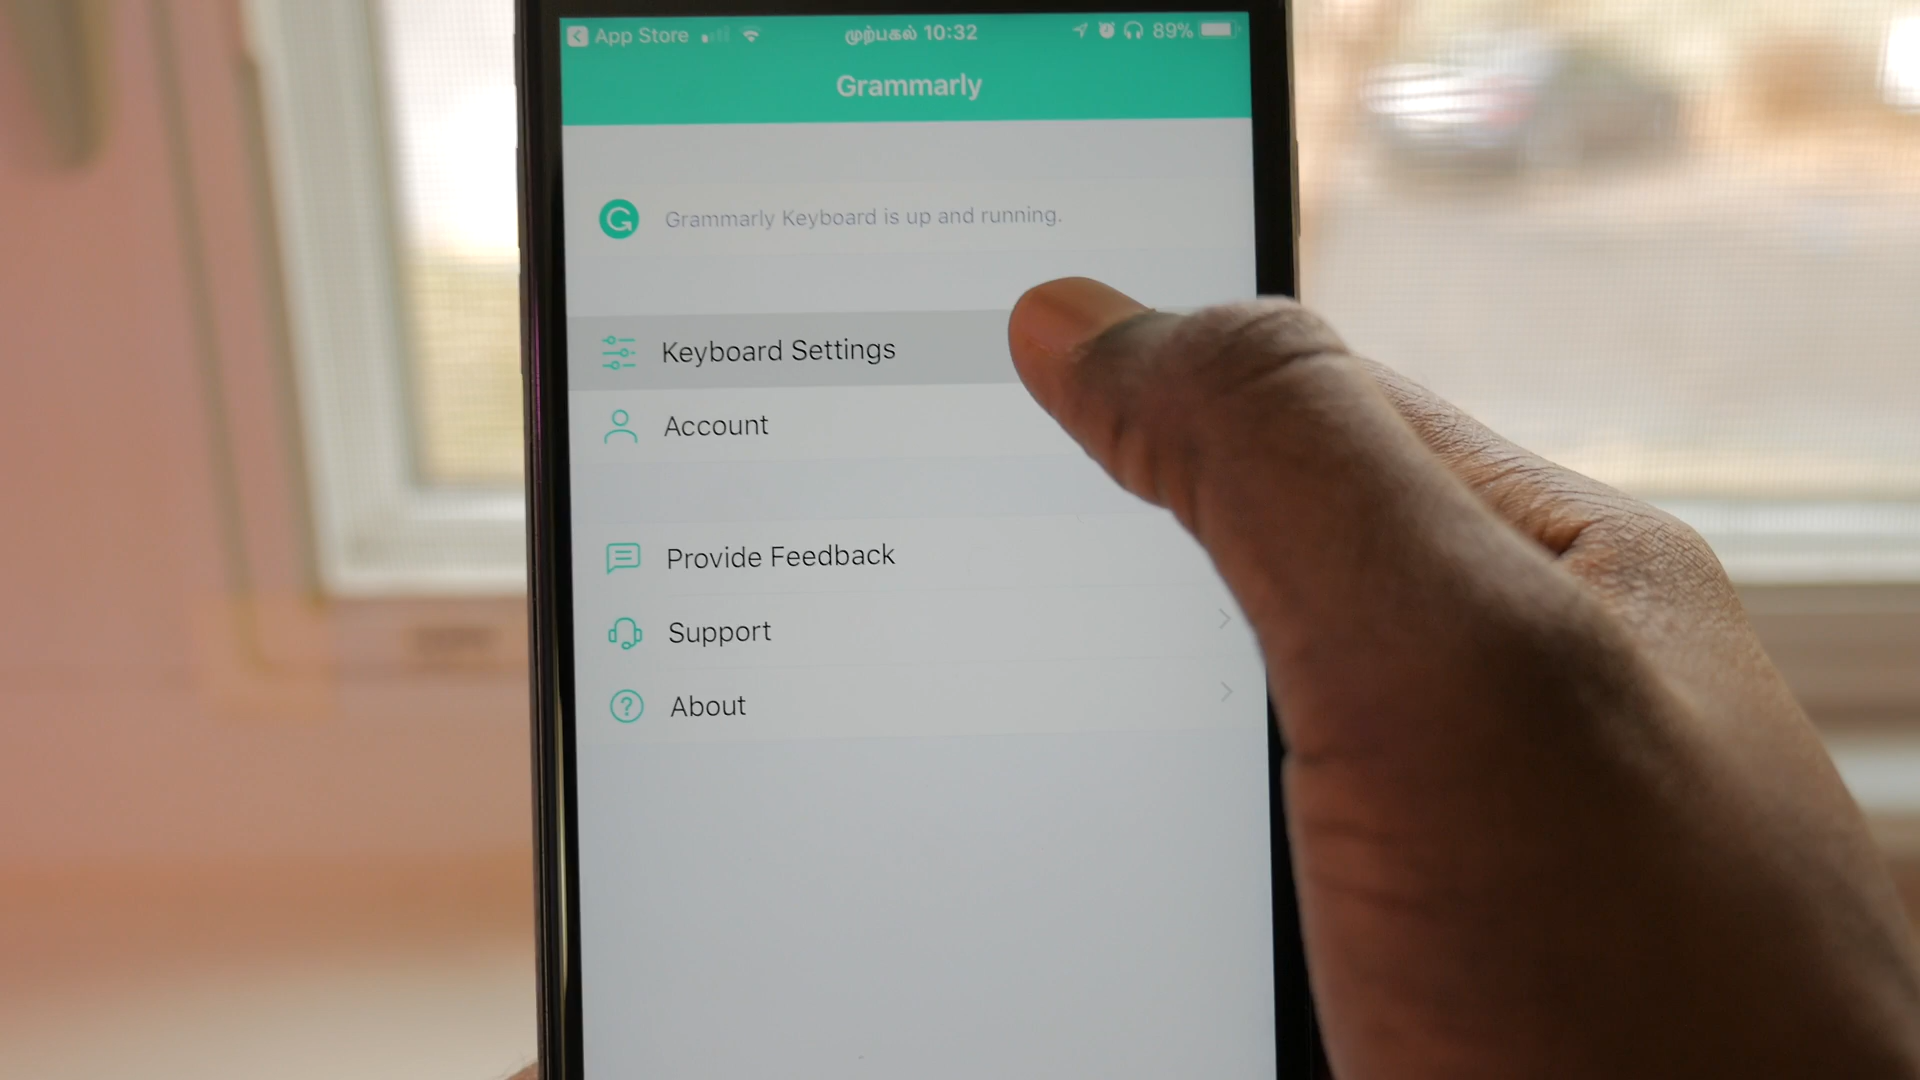 App Store முற்பகல் 10:32 89%
Grammarly
Grammarly Keyboard is up and running.
Keyboard Settings
Account
Provide Feedback
Support
About